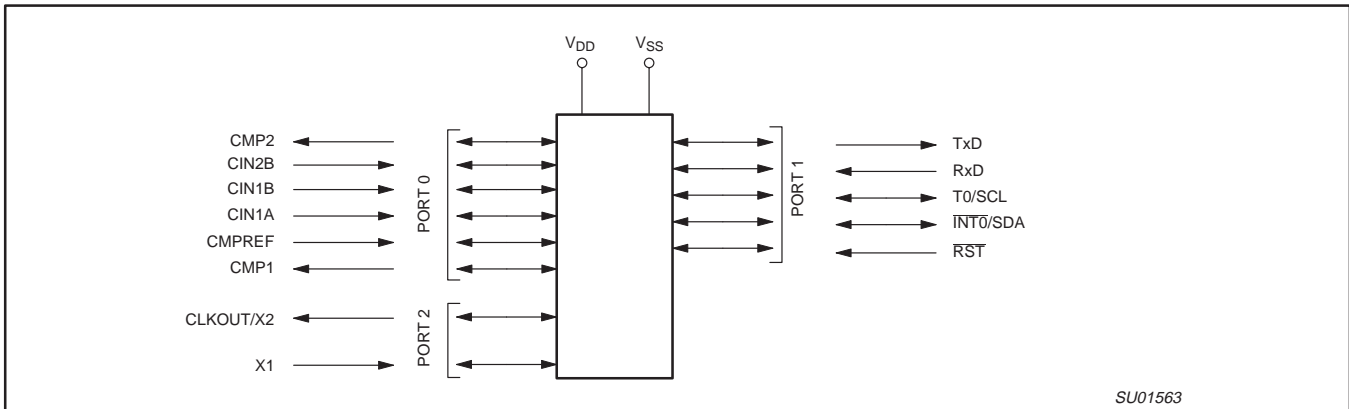 VDD
VSS
CMP2
CIN2B
CIN1B
CIN1A
CMPREF
CMP1
PORT 0
CLKOUT/X2
X1
PORT 2
PORT 1
TxD
RxD
T0/SCL
INT0/SDA
RST
SU01563